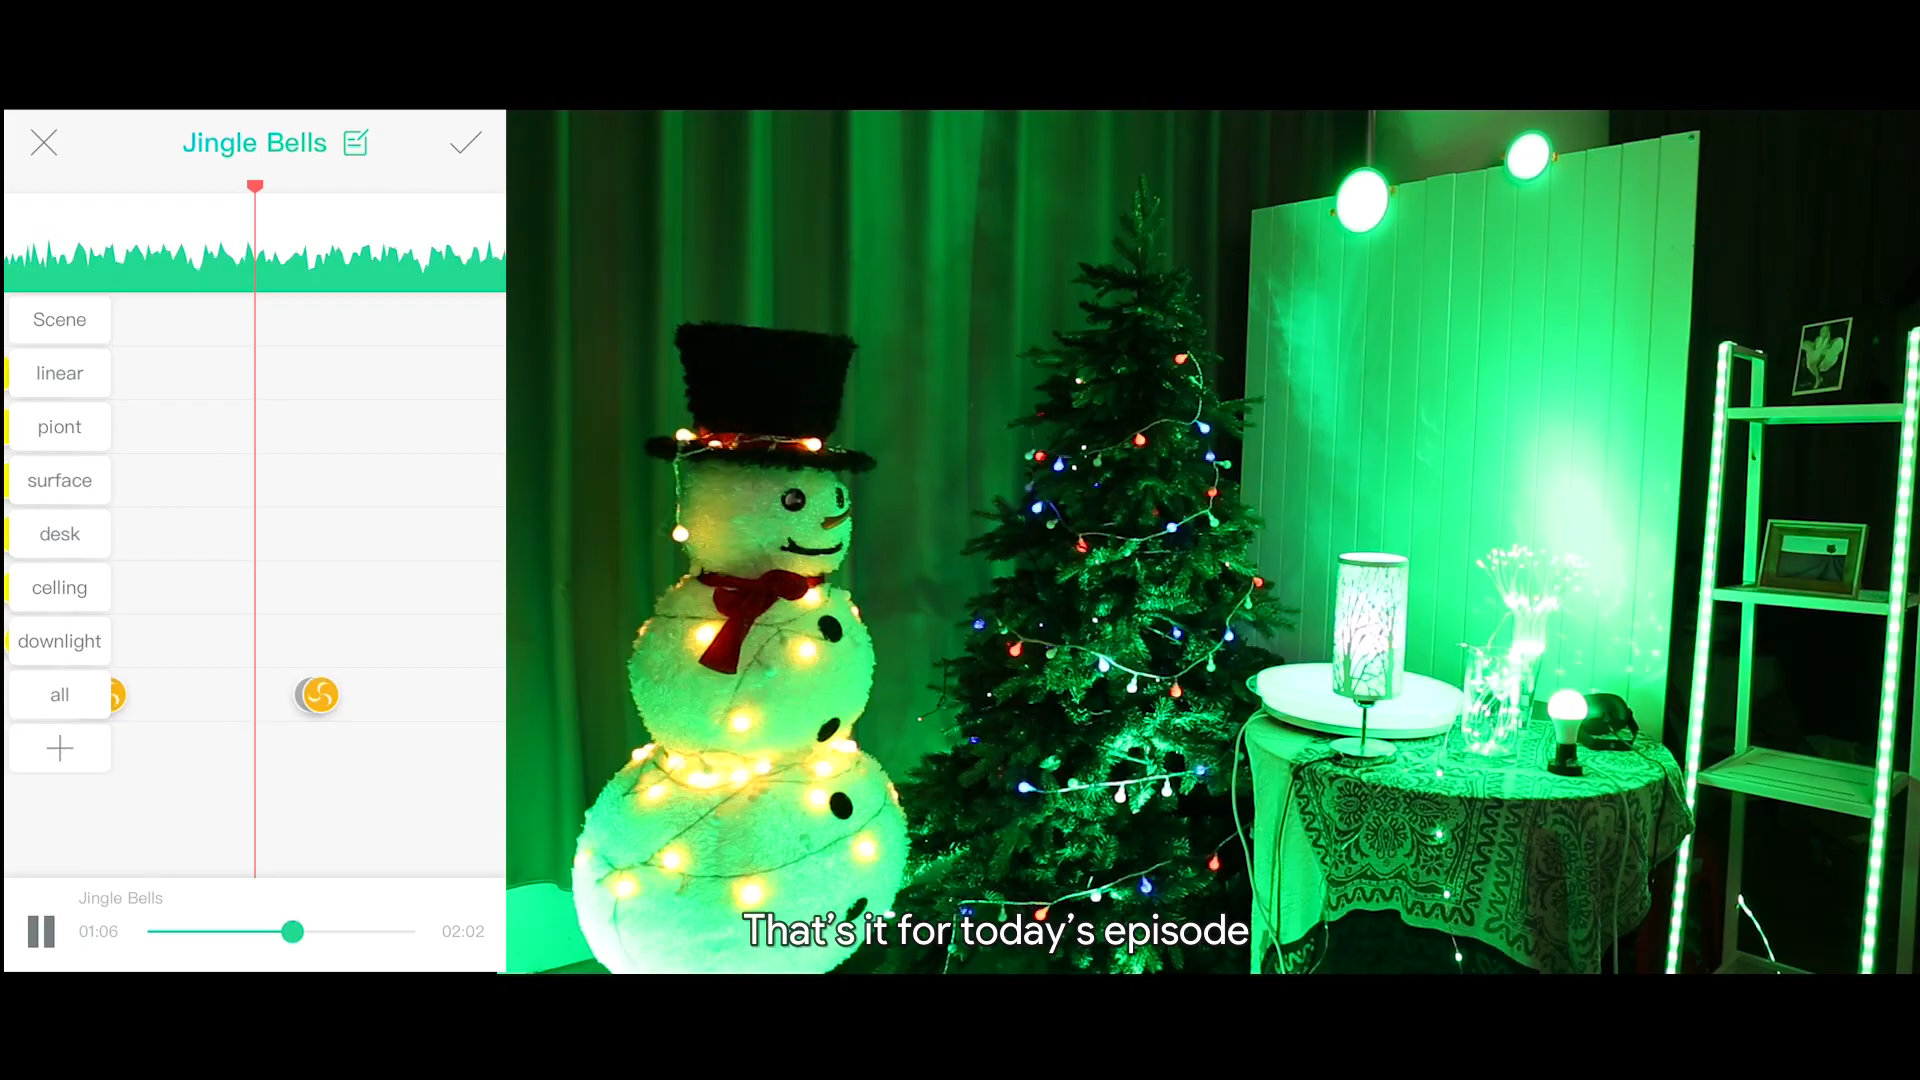 Jingle Bells
Scene
linear
piont
surface
desk
celling
downlight
all
Jingle Bells
01:06
02:02
That's it for today's episode